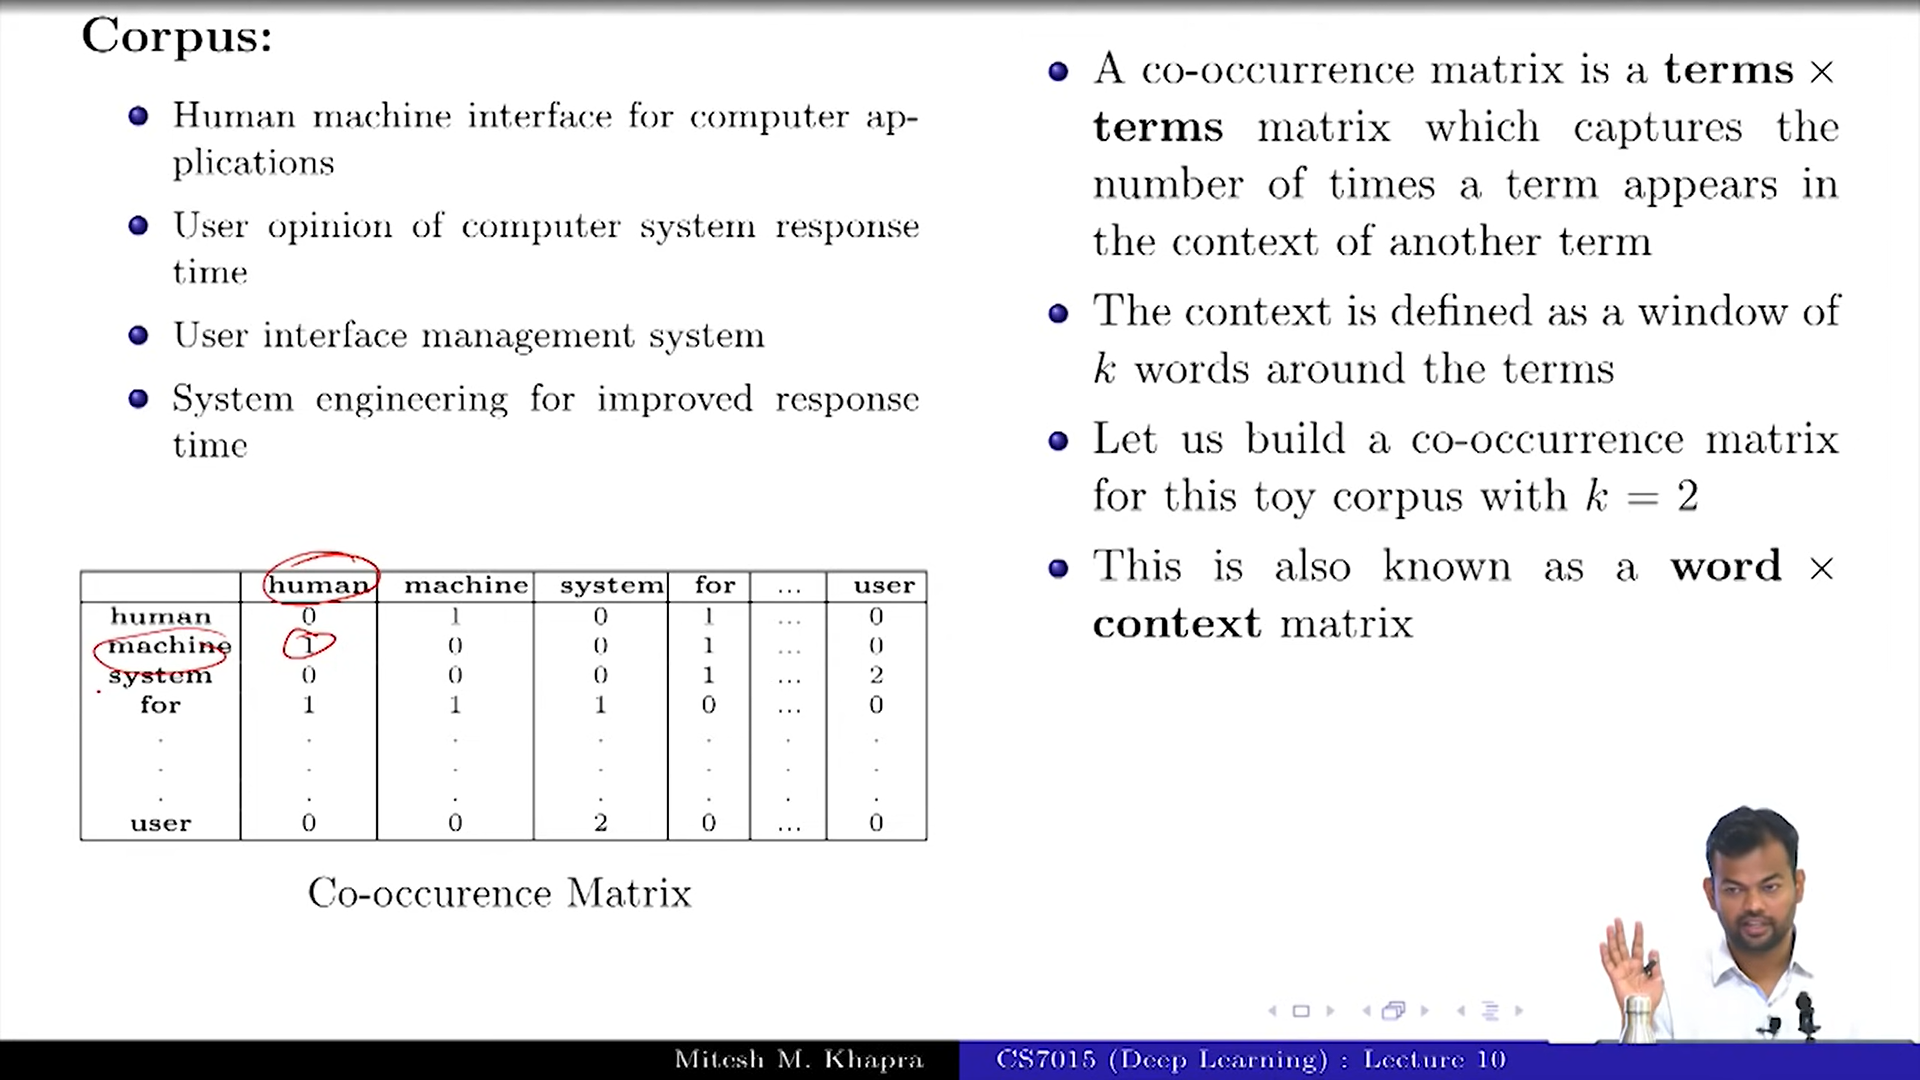 Corpus:
Human machine interface for computer ap-
plications
User opinion of computer system response
time
User interface management system
System engineering for improved response
time
human machine system for ... user
human 0 1 0 1 ... 0
machine 1 0 0 1 ... 0
system 0 0 0 1 ... 2
for 1 1 1 0 ... 0
. . . . . . .
. . . . . . .
. . . . . . .
user 0 0 2 0 ... 0
Co-occurence Matrix
A co-occurrence matrix is a terms ×
terms matrix which captures the
number of times a term appears in
the context of another term
The context is defined as a window of
k words around the terms
Let us build a co-occurrence matrix
for this toy corpus with k = 2
This is also known as a word ×
context matrix
Mitesh M. Khapra
CS7015 (Deep Learning) : Lecture 10